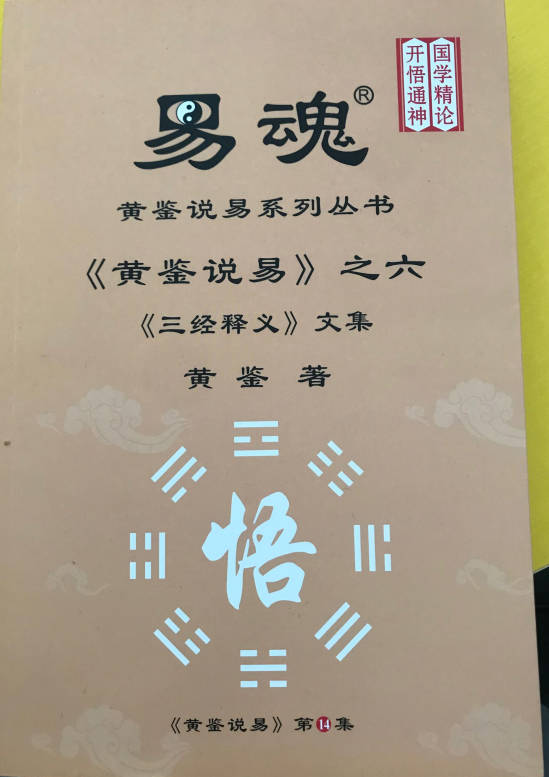 国学精论
开悟通神
易魂®
黄鉴说易系列丛书
《黄鉴说易》之六
《三经释义》文集
黄鉴 著
悟
《黄鉴说易》第14集